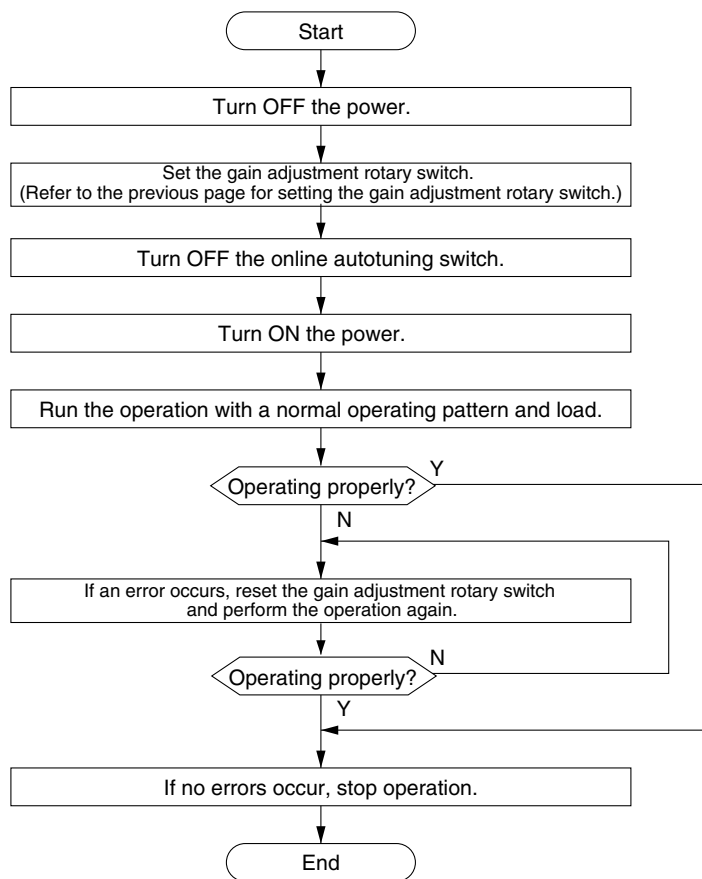 Start
Turn OFF the power.
Set the gain adjustment rotary switch.
(Refer to the previous page for setting the gain adjustment rotary switch.)
Turn OFF the online autotuning switch.
Turn ON the power.
Run the operation with a normal operating pattern and load.
Operating properly?
Y
N
If an error occurs, reset the gain adjustment rotary switch
and perform the operation again.
Operating properly?
N
Y
If no errors occur, stop operation.
End